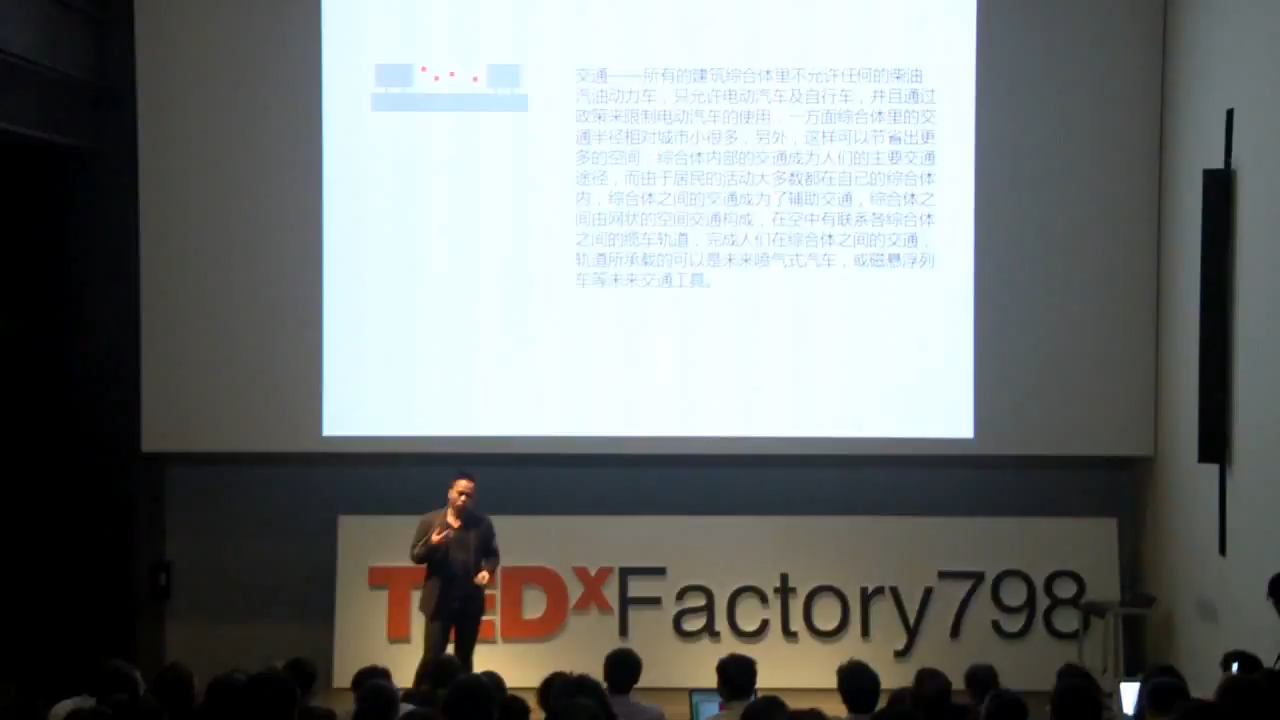 交通——所有的建筑综合体里不允许任何的柴油
汽油动力车，只允许电动汽车及自行车，并且通过
政策来限制电动汽车的使用，一方面综合体里的交
通半径相对城市小很多，另外，这样可以节省出更
多的空间，综合体内部的交通成为人们的主要交通
途径，而由于居民的活动大多数都在自己的综合体
内，综合体之间的交通成为了辅助交通，综合体之
间由网状的空间交通构成，在空中有联系各综合体
之间的缆车轨道，完成人们在综合体之间的交通，
轨道所承载的可以是未来喷气式汽车，或磁悬浮列
车等未来交通工具。
TEDxFactory798